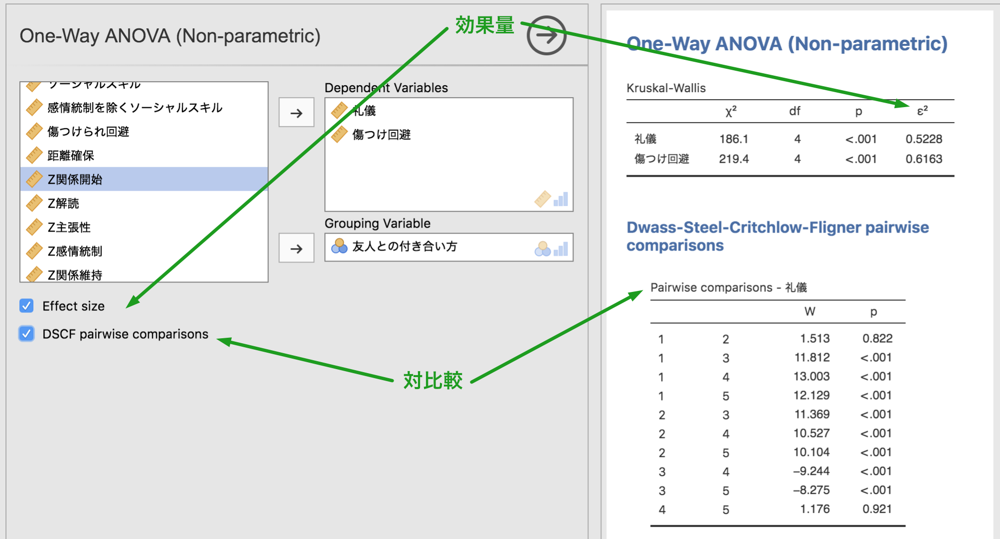 One-Way ANOVA (Non-parametric)
効果量
ソーシャルスキル
感情統制を除くソーシャルスキル
傷つけられ回避
距離確保
Z関係開始
Z解読
Z主張性
Z感情統制
Z関係維持
Dependent Variables
礼儀
傷つけ回避
Grouping Variable
友人との付き合い方
Effect size
DSCF pairwise comparisons
対比較
One-Way ANOVA (Non-parametric)
Kruskal-Wallis
χ² df p ε²
礼儀 186.1 4 <.001 0.5228
傷つけ回避 219.4 4 <.001 0.6163
Dwass-Steel-Critchlow-Fligner pairwise
comparisons
Pairwise comparisons - 礼儀
W p
1 2 1.513 0.822
1 3 11.812 <.001
1 4 13.003 <.001
1 5 12.129 <.001
2 3 11.369 <.001
2 4 10.527 <.001
2 5 10.104 <.001
3 4 −9.244 <.001
3 5 −8.275 <.001
4 5 1.176 0.921